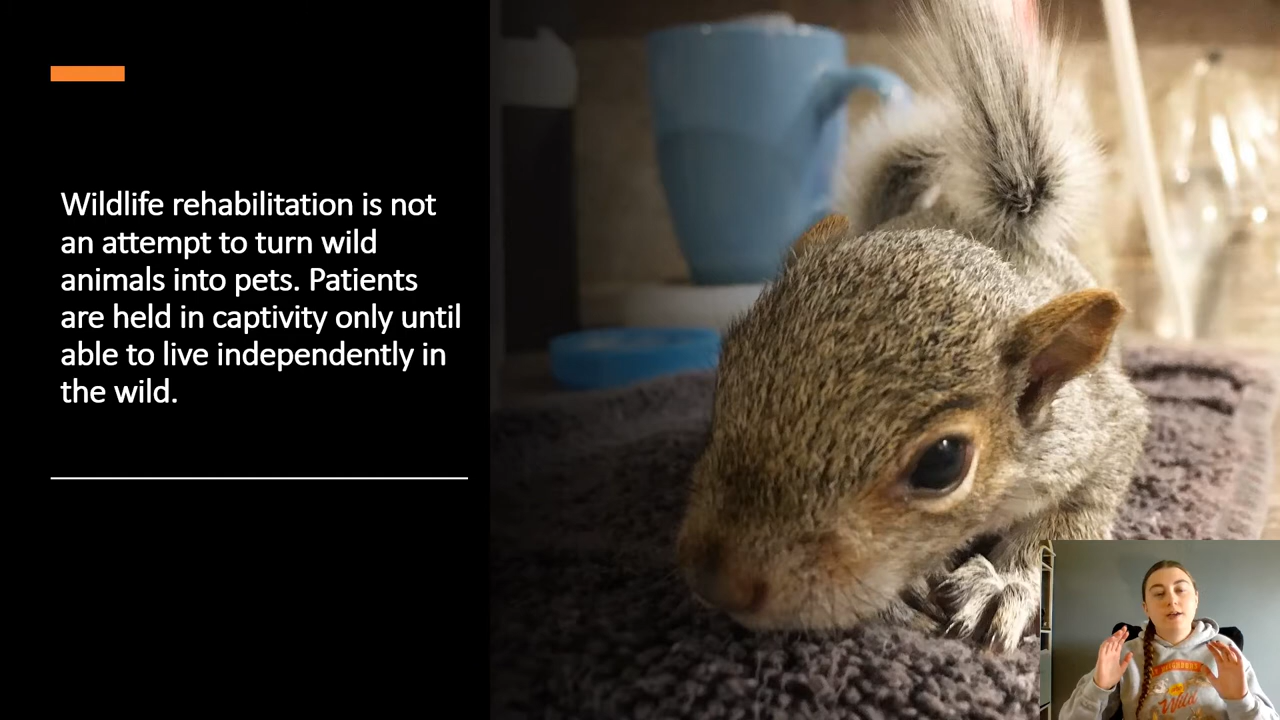 Wildlife rehabilitation is not
an attempt to turn wild
animals into pets. Patients
are held in captivity only until
able to live independently in
the wild.
Wild